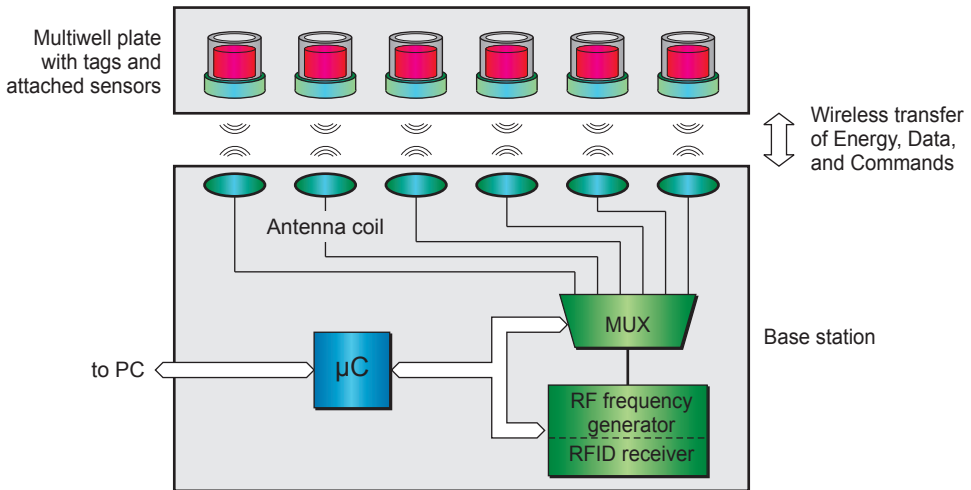 Multiwell plate
with tags and
attached sensors
Wireless transfer
of Energy, Data,
and Commands
Antenna coil
MUX
Base station
to PC
µC
RF frequency
generator
RFID receiver